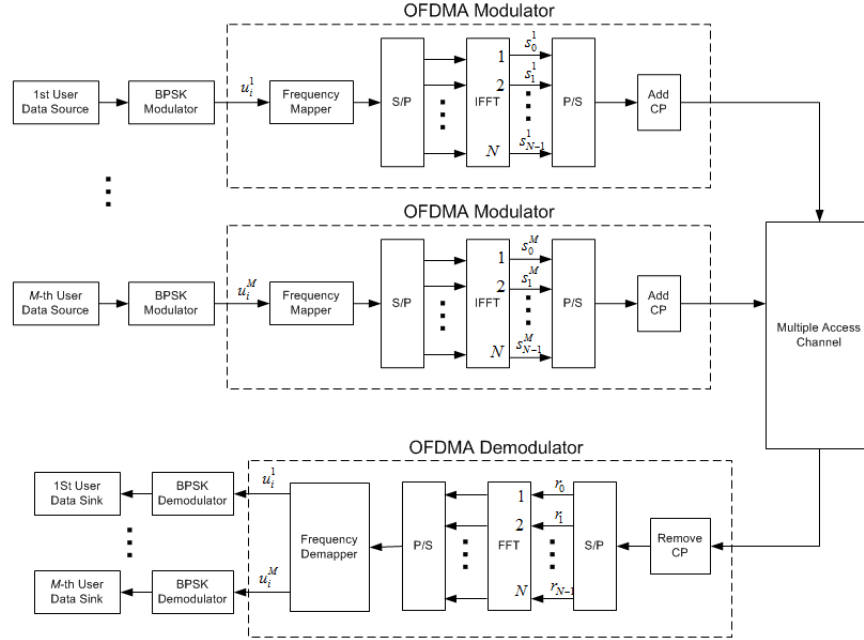 OFDMA Modulator
1st User
Data Source
BPSK
Modulator
u_i^1
Frequency
Mapper
S/P
1
2
IFFT
N
s_0^1
s_1^1
s_{N-1}^1
P/S
Add
CP
OFDMA Modulator
M-th User
Data Source
BPSK
Modulator
u_i^M
Frequency
Mapper
S/P
1
2
IFFT
N
s_0^M
s_1^M
s_{N-1}^M
P/S
Add
CP
Multiple Access
Channel
OFDMA Demodulator
1St User
Data Sink
BPSK
Demodulator
u_i^1
Frequency
Demapper
P/S
1
2
FFT
N
r_0
r_1
r_{N-1}
S/P
Remove
CP
M-th User
Data Sink
BPSK
Demodulator
u_i^M